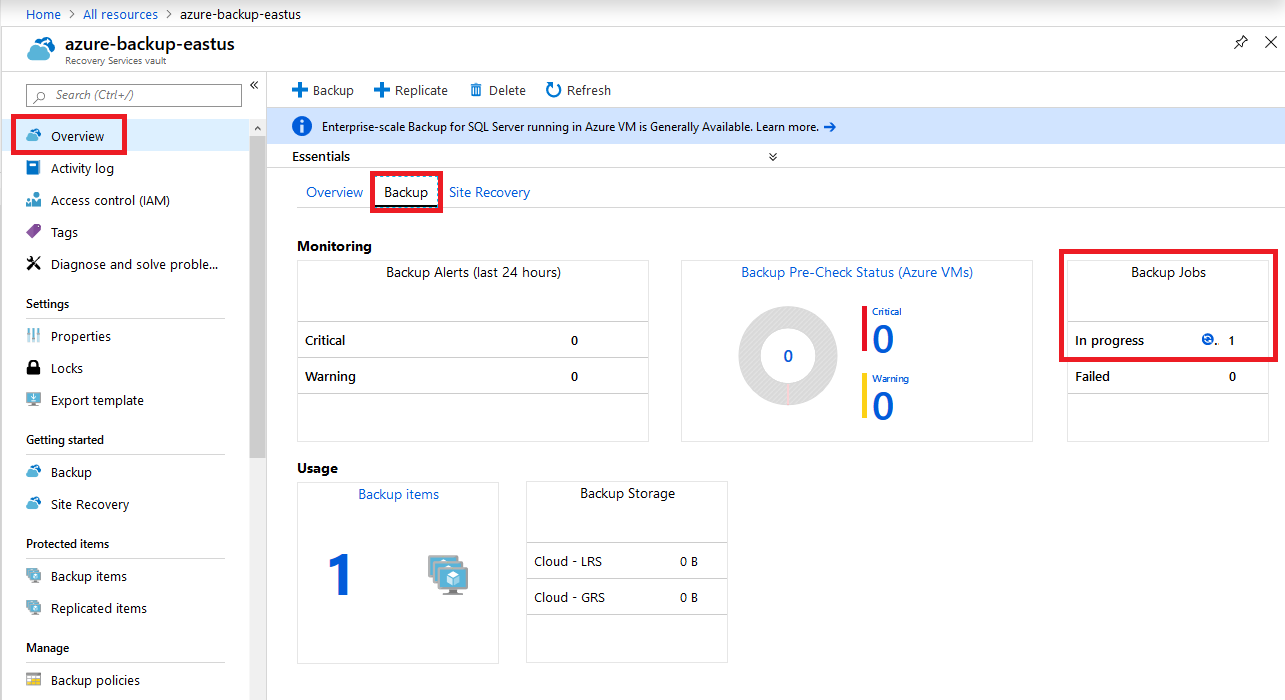 Home > All resources > azure-backup-eastus
azure-backup-eastus
Recovery Services vault
Search (Ctrl+/)
Overview
Activity log
Access control (IAM)
Tags
Diagnose and solve proble...
Settings
Properties
Locks
Export template
Getting started
Backup
Site Recovery
Protected items
Backup items
Replicated items
Manage
Backup policies
Backup Replicate Delete Refresh
Enterprise-scale Backup for SQL Server running in Azure VM is Generally Available. Learn more. →
Essentials
Overview Backup Site Recovery
Monitoring
Backup Alerts (last 24 hours)
Critical 0
Warning 0
Backup Pre-Check Status (Azure VMs)
0
Critical
0
Warning
0
Backup Jobs
In progress 1
Failed 0
Usage
Backup items
1
Backup Storage
Cloud - LRS 0 B
Cloud - GRS 0 B